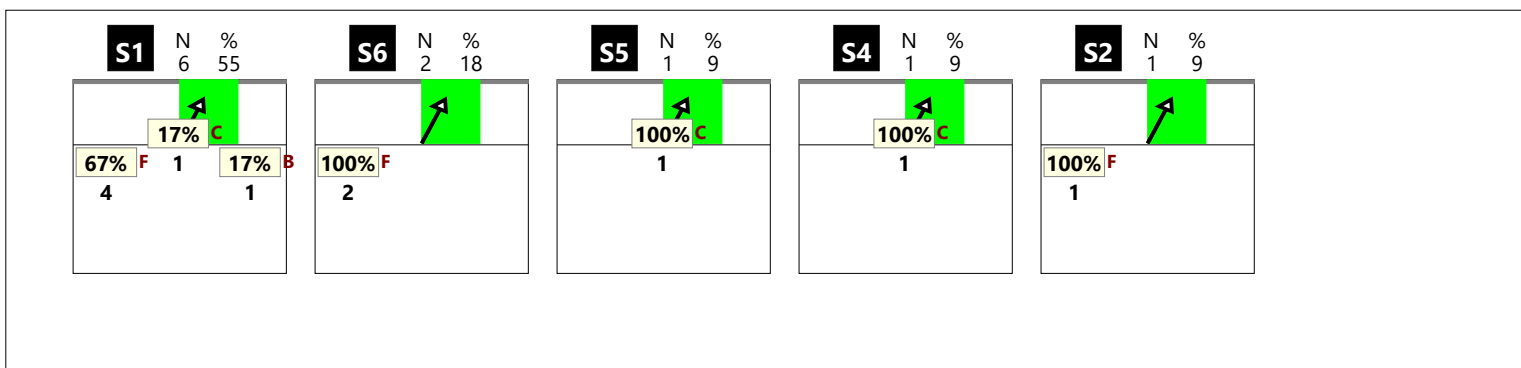 S1 N % 6 55
17% C
67% F 1 17% B
4 1
S6 N % 2 18
100% F
2
S5 N % 1 9
100% C
1
S4 N % 1 9
100% C
1
S2 N % 1 9
100% F
1